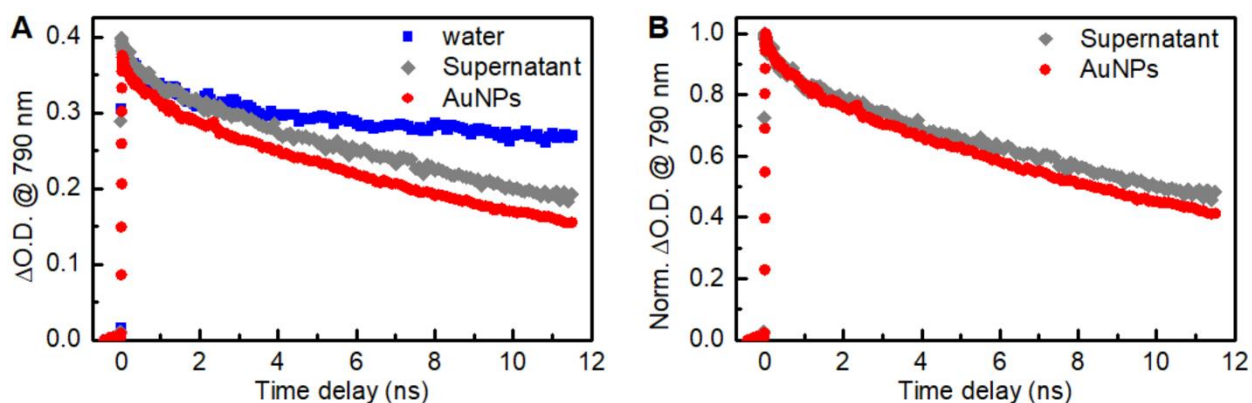 A
ΔO.D. @ 790 nm
0.4
0.3
0.2
0.1
0.0
water
Supernatant
AuNPs
0 2 4 6 8 10 12
Time delay (ns)
B
Norm. ΔO.D. @ 790 nm
1.0
0.8
0.6
0.4
0.2
0.0
Supernatant
AuNPs
0 2 4 6 8 10 12
Time delay (ns)